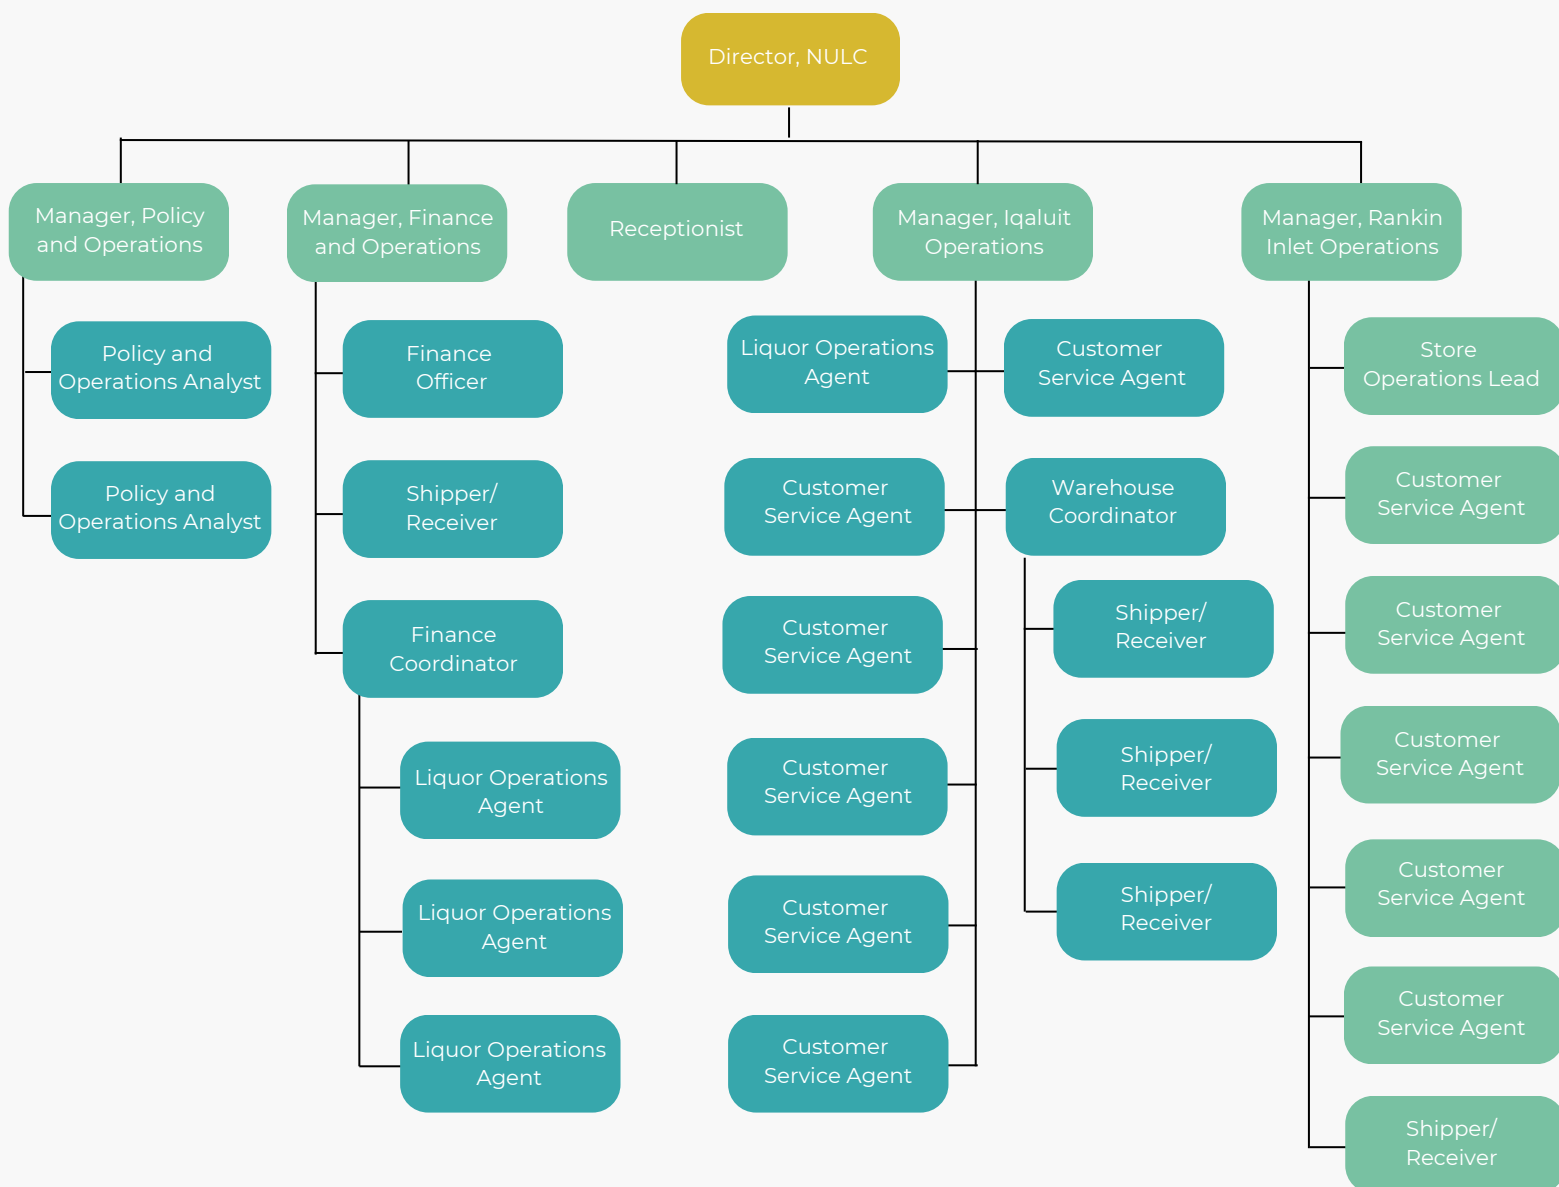 Director, NULC
Manager, Policy
and Operations
Policy and
Operations Analyst
Policy and
Operations Analyst
Manager, Finance
and Operations
Finance
Officer
Shipper/
Receiver
Finance
Coordinator
Liquor Operations
Agent
Liquor Operations
Agent
Liquor Operations
Agent
Receptionist
Manager, Iqaluit
Operations
Liquor Operations
Agent
Customer
Service Agent
Customer
Service Agent
Customer
Service Agent
Customer
Service Agent
Customer
Service Agent
Customer
Service Agent
Warehouse
Coordinator
Shipper/
Receiver
Shipper/
Receiver
Shipper/
Receiver
Manager, Rankin
Inlet Operations
Store
Operations Lead
Customer
Service Agent
Customer
Service Agent
Customer
Service Agent
Customer
Service Agent
Customer
Service Agent
Shipper/
Receiver